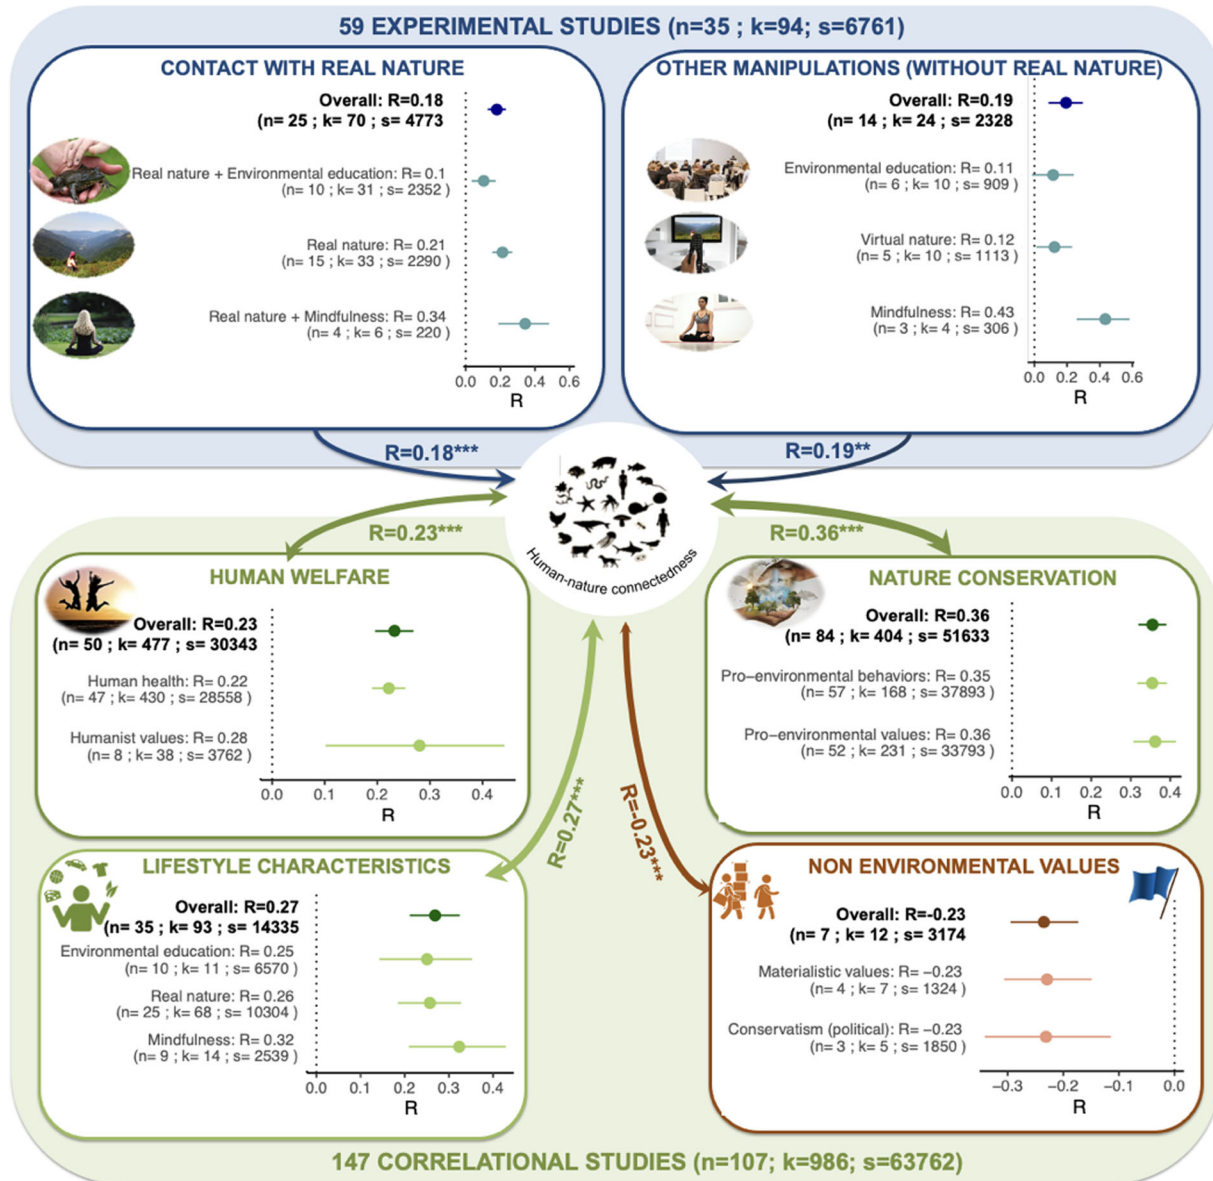 59 EXPERIMENTAL STUDIES (n=35 ; k=94; s=6761)
CONTACT WITH REAL NATURE
Overall: R=0.18
(n= 25 ; k= 70 ; s= 4773
Real nature + Environmental education: R= 0.1
(n= 10 ; k= 31 ; s= 2352 )
Real nature: R= 0.21
(n= 15 ; k= 33 ; s= 2290 )
Real nature + Mindfulness: R= 0.34
(n= 4 ; k= 6 ; s= 220 )
0.0 0.2 0.4 0.6
R
OTHER MANIPULATIONS (WITHOUT REAL NATURE)
Overall: R=0.19
(n= 14 ; k= 24 ; s= 2328
Environmental education: R= 0.11
(n= 6 ; k= 10 ; s= 909 )
Virtual nature: R= 0.12
(n= 5 ; k= 10 ; s= 1113 )
Mindfulness: R= 0.43
(n= 3 ; k= 4 ; s= 306 )
0.0 0.2 0.4 0.6
R
R=0.18***
R=0.19**
Human-nature connectedness
R=0.23***
R=0.36***
HUMAN WELFARE
Overall: R=0.23
(n= 50 ; k= 477 ; s= 30343
Human health: R= 0.22
(n= 47 ; k= 430 ; s= 28558 )
Humanist values: R= 0.28
(n= 8 ; k= 38 ; s= 3762 )
0.0 0.1 0.2 0.3 0.4
R
NATURE CONSERVATION
Overall: R=0.36
(n= 84 ; k= 404 ; s= 51633
Pro−environmental behaviors: R= 0.35
(n= 57 ; k= 168 ; s= 37893 )
Pro−environmental values: R= 0.36
(n= 52 ; k= 231 ; s= 33793 )
0.0 0.1 0.2 0.3 0.4
R
R=0.27***
R=-0.23***
LIFESTYLE CHARACTERISTICS
Overall: R=0.27
(n= 35 ; k= 93 ; s= 14335
Environmental education: R= 0.25
(n= 10 ; k= 11 ; s= 6570 )
Real nature: R= 0.26
(n= 25 ; k= 68 ; s= 10304 )
Mindfulness: R= 0.32
(n= 9 ; k= 14 ; s= 2539 )
0.0 0.1 0.2 0.3 0.4
R
NON ENVIRONMENTAL VALUES
Overall: R=-0.23
(n= 7 ; k= 12 ; s= 3174
Materialistic values: R= −0.23
(n= 4 ; k= 7 ; s= 1324 )
Conservatism (political): R= −0.23
(n= 3 ; k= 5 ; s= 1850 )
−0.3 −0.2 −0.1 0.0
R
147 CORRELATIONAL STUDIES (n=107; k=986; s=63762)